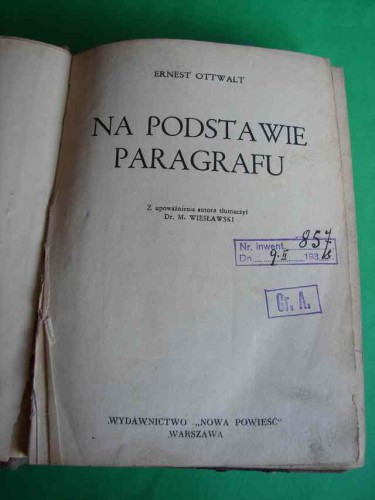 ERNEST OTTWALT
NA PODSTAWIE
PARAGRAFU
Z upoważnienia autora tłumaczył
Dr. M. WIESŁAWSKI
Nr. inwent. 857
Dn. 9.II 193
Gr. A.
WYDAWNICTWO „NOWA POWIEŚĆ”
WARSZAWA